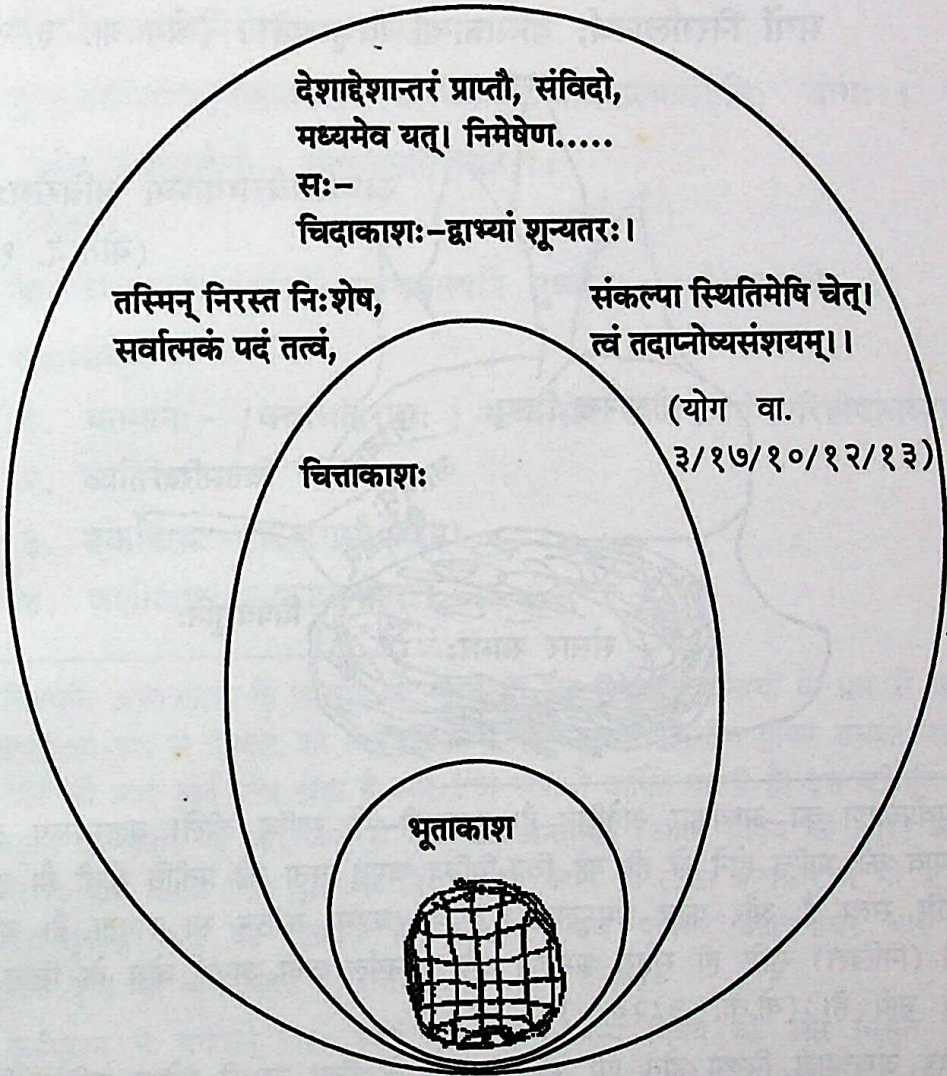 देशाद्देशान्तरं प्राप्तौ, संविदो,
मध्यमेव यत्। निमेषेण.....
सः-
चिदाकाशः-द्वाभ्यां शून्यतरः।
तस्मिन् निरस्त निःशेष,
सर्वात्मकं पदं तत्वं,
संकल्पा स्थितिमेषि चेत्।
त्वं तदाप्नोष्यसंशयम्।।
(योग वा.
३/१७/१०/१२/१३)
चित्ताकाशः
भूताकाश